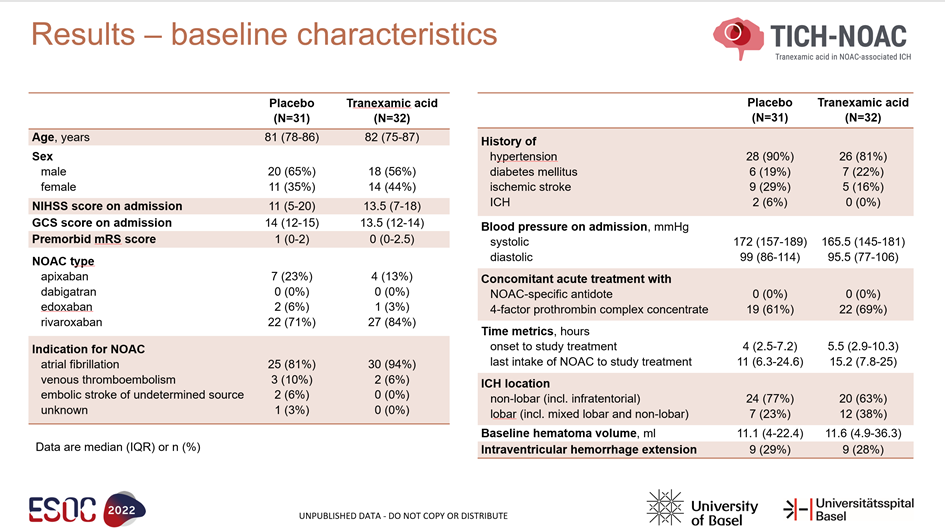 Results – baseline characteristics
TICH-NOAC
Tranexamic acid in NOAC-associated ICH
Placebo Tranexamic acid
(N=31) (N=32)
Age, years 81 (78-86) 82 (75-87)
Sex
male 20 (65%) 18 (56%)
female 11 (35%) 14 (44%)
NIHSS score on admission 11 (5-20) 13.5 (7-18)
GCS score on admission 14 (12-15) 13.5 (12-14)
Premorbid mRS score 1 (0-2) 0 (0-2.5)
NOAC type
apixaban 7 (23%) 4 (13%)
dabigatran 0 (0%) 0 (0%)
edoxaban 2 (6%) 1 (3%)
rivaroxaban 22 (71%) 27 (84%)
Indication for NOAC
atrial fibrillation 25 (81%) 30 (94%)
venous thromboembolism 3 (10%) 2 (6%)
embolic stroke of undetermined source 2 (6%) 0 (0%)
unknown 1 (3%) 0 (0%)
Data are median (IQR) or n (%)
Placebo Tranexamic acid
(N=31) (N=32)
History of
hypertension 28 (90%) 26 (81%)
diabetes mellitus 6 (19%) 7 (22%)
ischemic stroke 9 (29%) 5 (16%)
ICH 2 (6%) 0 (0%)
Blood pressure on admission, mmHg
systolic 172 (157-189) 165.5 (145-181)
diastolic 99 (86-114) 95.5 (77-106)
Concomitant acute treatment with
NOAC-specific antidote 0 (0%) 0 (0%)
4-factor prothrombin complex concentrate 19 (61%) 22 (69%)
Time metrics, hours
onset to study treatment 4 (2.5-7.2) 5.5 (2.9-10.3)
last intake of NOAC to study treatment 11 (6.3-24.6) 15.2 (7.8-25)
ICH location
non-lobar (incl. infratentorial) 24 (77%) 20 (63%)
lobar (incl. mixed lobar and non-lobar) 7 (23%) 12 (38%)
Baseline hematoma volume, ml 11.1 (4-22.4) 11.6 (4.9-36.3)
Intraventricular hemorrhage extension 9 (29%) 9 (28%)
ESOC 2022
UNPUBLISHED DATA - DO NOT COPY OR DISTRIBUTE
University
of Basel
Universitätsspital
Basel